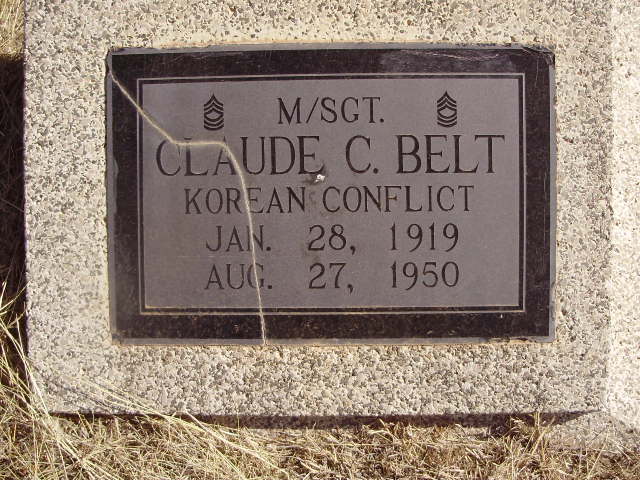 M/SGT.
CLAUDE C. BELT
KOREAN CONFLICT
JAN. 28, 1919
AUG. 27, 1950